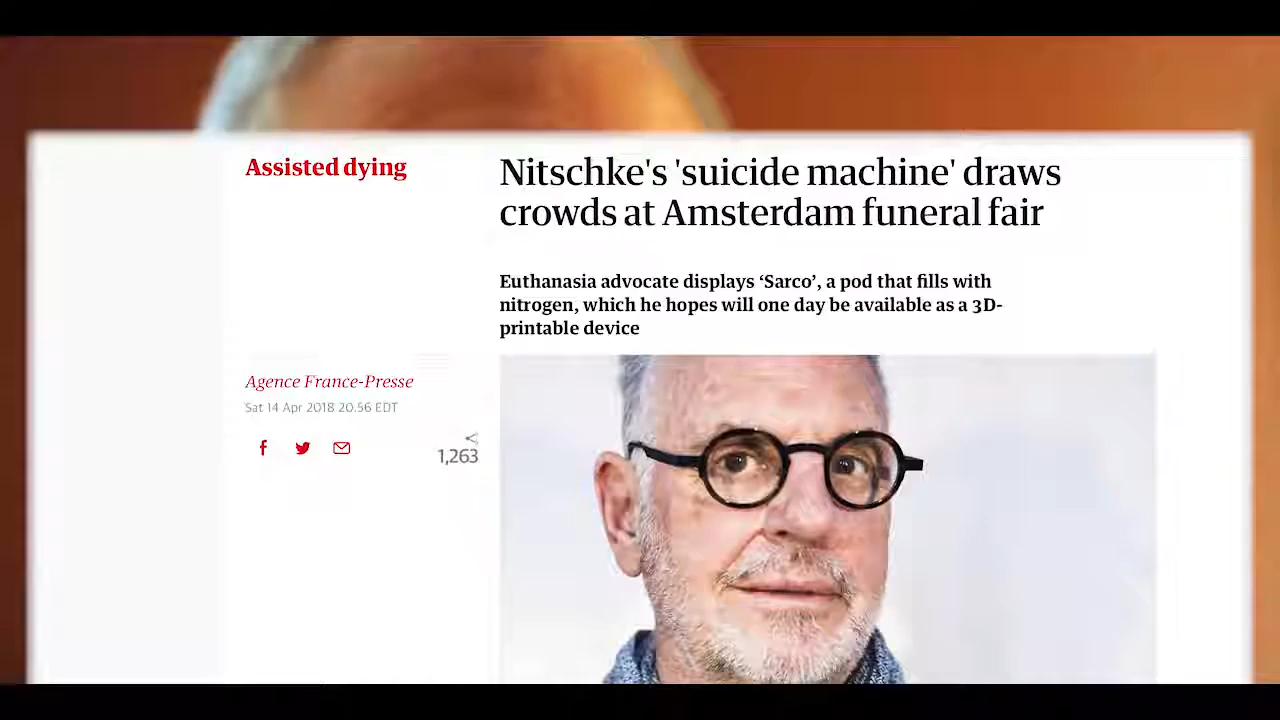 Assisted dying
Nitschke's 'suicide machine' draws
crowds at Amsterdam funeral fair
Euthanasia advocate displays ‘Sarco’, a pod that fills with
nitrogen, which he hopes will one day be available as a 3D-
printable device
Agence France-Presse
Sat 14 Apr 2018 20.56 EDT
1,263